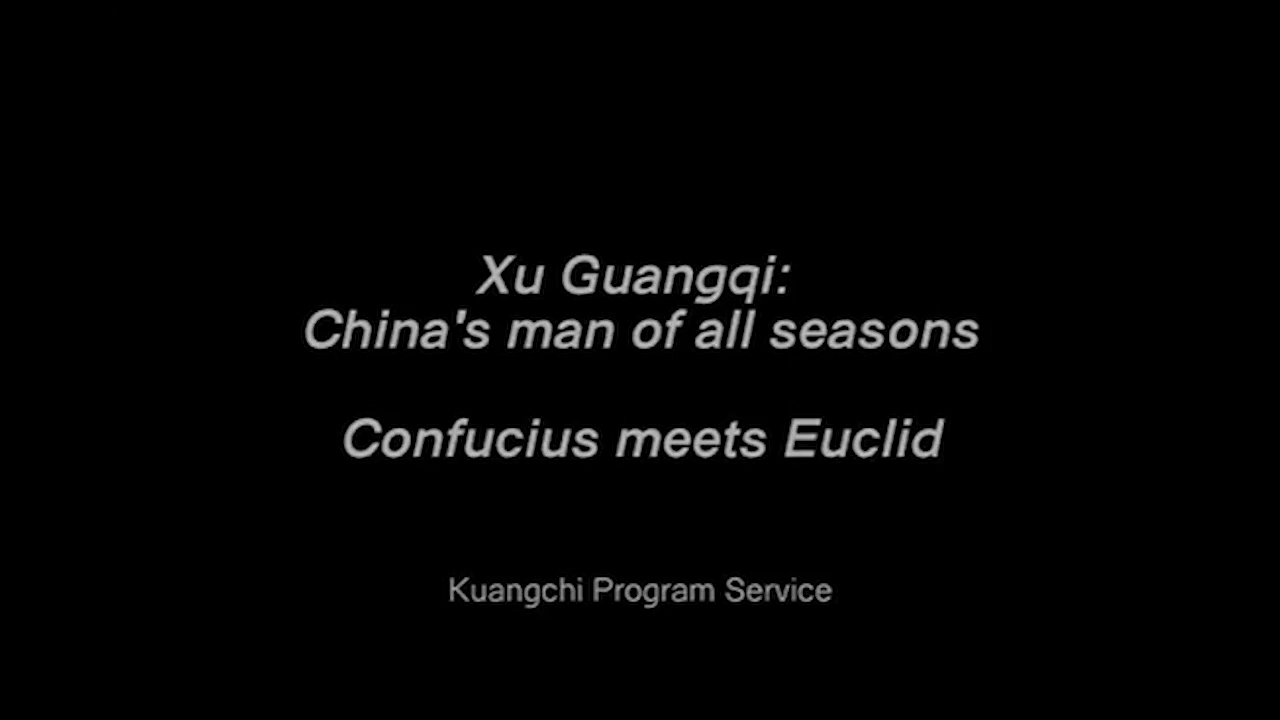 Xu Guangqi:
China's man of all seasons
Confucius meets Euclid
Kuangchi Program Service